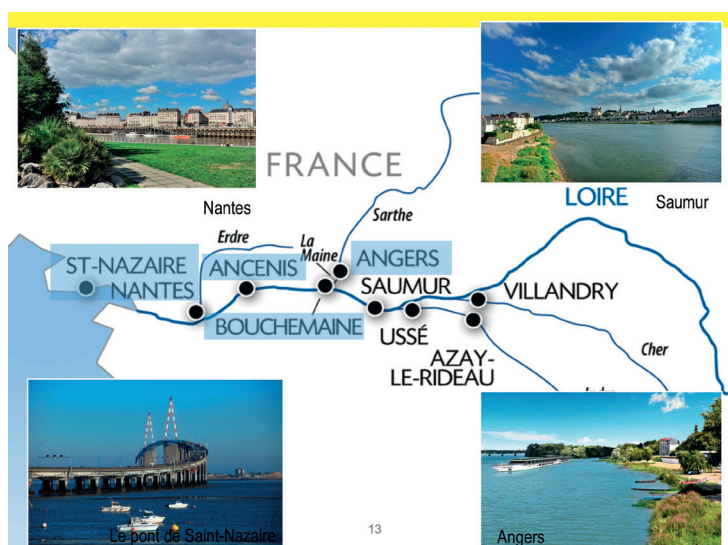 Nantes
FRANCE
LOIRE
Saumur
Sarthe
Erdre
La
Maine
ANGERS
ST-NAZAIRE
ANCENIS
NANTES
SAUMUR
VILLANDRY
BOUCHEMAINE
USSÉ
AZAY-
LE-RIDEAU
Cher
Le pont de Saint-Nazaire
13
Angers